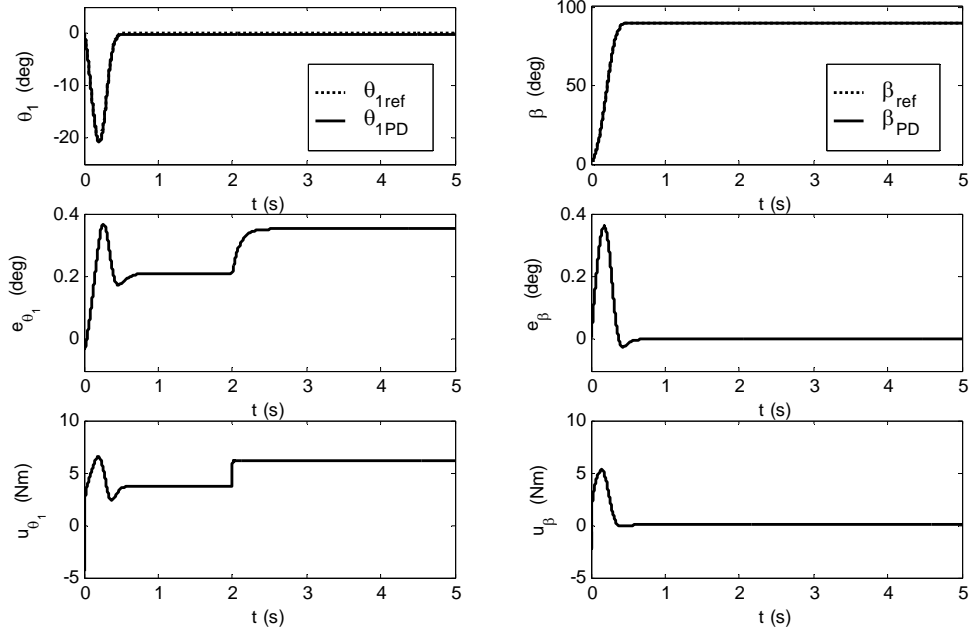 0
-10
-20
θ1 (deg)
θ1ref
θ1PD
0 1 2 3 4 5
t (s)
100
50
0
β (deg)
βref
βPD
0 1 2 3 4 5
t (s)
0.4
0.2
0
eθ1 (deg)
0 1 2 3 4 5
t (s)
0.4
0.2
0
eβ (deg)
0 1 2 3 4 5
t (s)
10
5
0
-5
uθ1 (Nm)
0 1 2 3 4 5
t (s)
10
5
0
-5
uβ (Nm)
0 1 2 3 4 5
t (s)